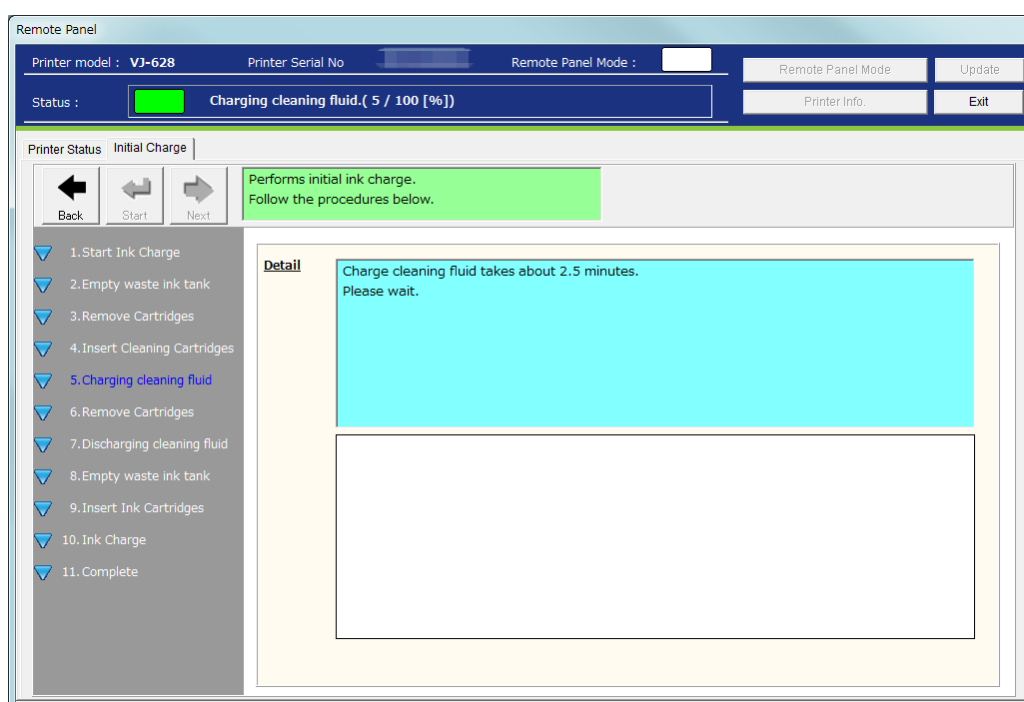 Remote Panel
Printer model : VJ-628 Printer Serial No Remote Panel Mode :
Remote Panel Mode Update
Status : Charging cleaning fluid.( 5 / 100 [%])
Printer Info. Exit
Printer Status Initial Charge
Back Start Next
Performs initial ink charge.
Follow the procedures below.
1.Start Ink Charge
2.Empty waste ink tank
3.Remove Cartridges
4.Insert Cleaning Cartridges
5.Charging cleaning fluid
6.Remove Cartridges
7.Discharging cleaning fluid
8.Empty waste ink tank
9.Insert Ink Cartridges
10.Ink Charge
11.Complete
Detail
Charge cleaning fluid takes about 2.5 minutes.
Please wait.